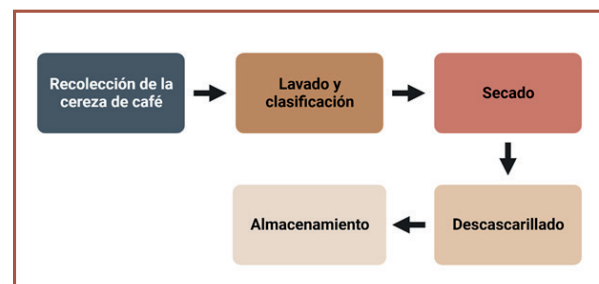 Recolección de la
cereza de café
Lavado y
clasificación
Secado
Descascarillado
Almacenamiento